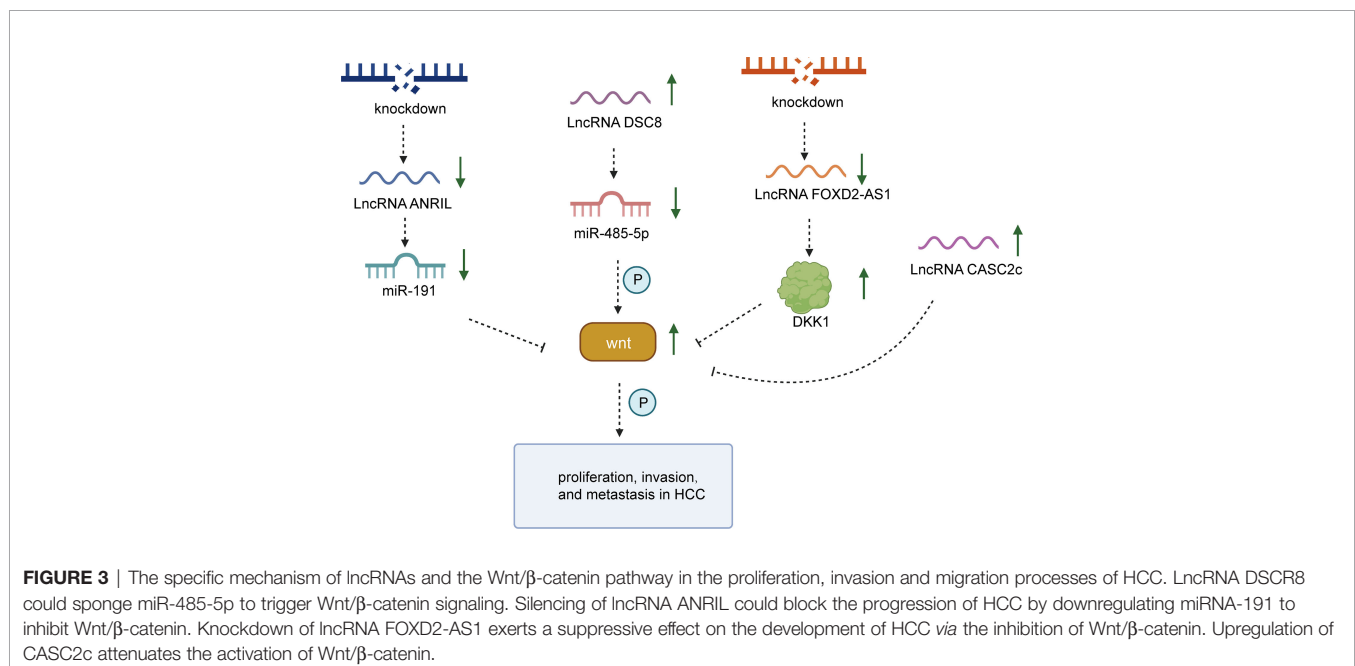 knockdown
LncRNA ANRIL
miR-191
LncRNA DSC8
miR-485-5p
P
wnt
P
proliferation, invasion,
and metastasis in HCC
knockdown
LncRNA FOXD2-AS1
DKK1
LncRNA CASC2c
FIGURE 3 | The specific mechanism of lncRNAs and the Wnt/β-catenin pathway in the proliferation, invasion and migration processes of HCC. LncRNA DSCR8
could sponge miR-485-5p to trigger Wnt/β-catenin signaling. Silencing of lncRNA ANRIL could block the progression of HCC by downregulating miRNA-191 to
inhibit Wnt/β-catenin. Knockdown of lncRNA FOXD2-AS1 exerts a suppressive effect on the development of HCC via the inhibition of Wnt/β-catenin. Upregulation of
CASC2c attenuates the activation of Wnt/β-catenin.